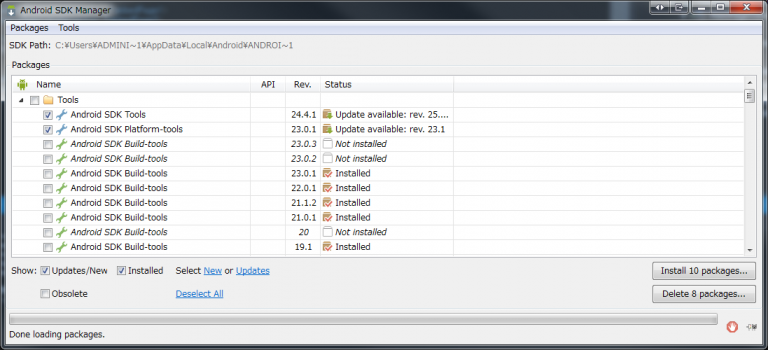 Android SDK Manager
Packages Tools
SDK Path: C:¥Users¥ADMINI~1¥AppData¥Local¥Android¥ANDROI~1
Packages
Name API Rev. Status
Tools
Android SDK Tools 24.4.1 Update available: rev. 25....
Android SDK Platform-tools 23.0.1 Update available: rev. 23.1
Android SDK Build-tools 23.0.3 Not installed
Android SDK Build-tools 23.0.2 Not installed
Android SDK Build-tools 23.0.1 Installed
Android SDK Build-tools 22.0.1 Installed
Android SDK Build-tools 21.1.2 Installed
Android SDK Build-tools 21.0.1 Installed
Android SDK Build-tools 20 Not installed
Android SDK Build-tools 19.1 Installed
Show: Updates/New Installed Select New or Updates Install 10 packages...
Obsolete Deselect All Delete 8 packages...
Done loading packages.